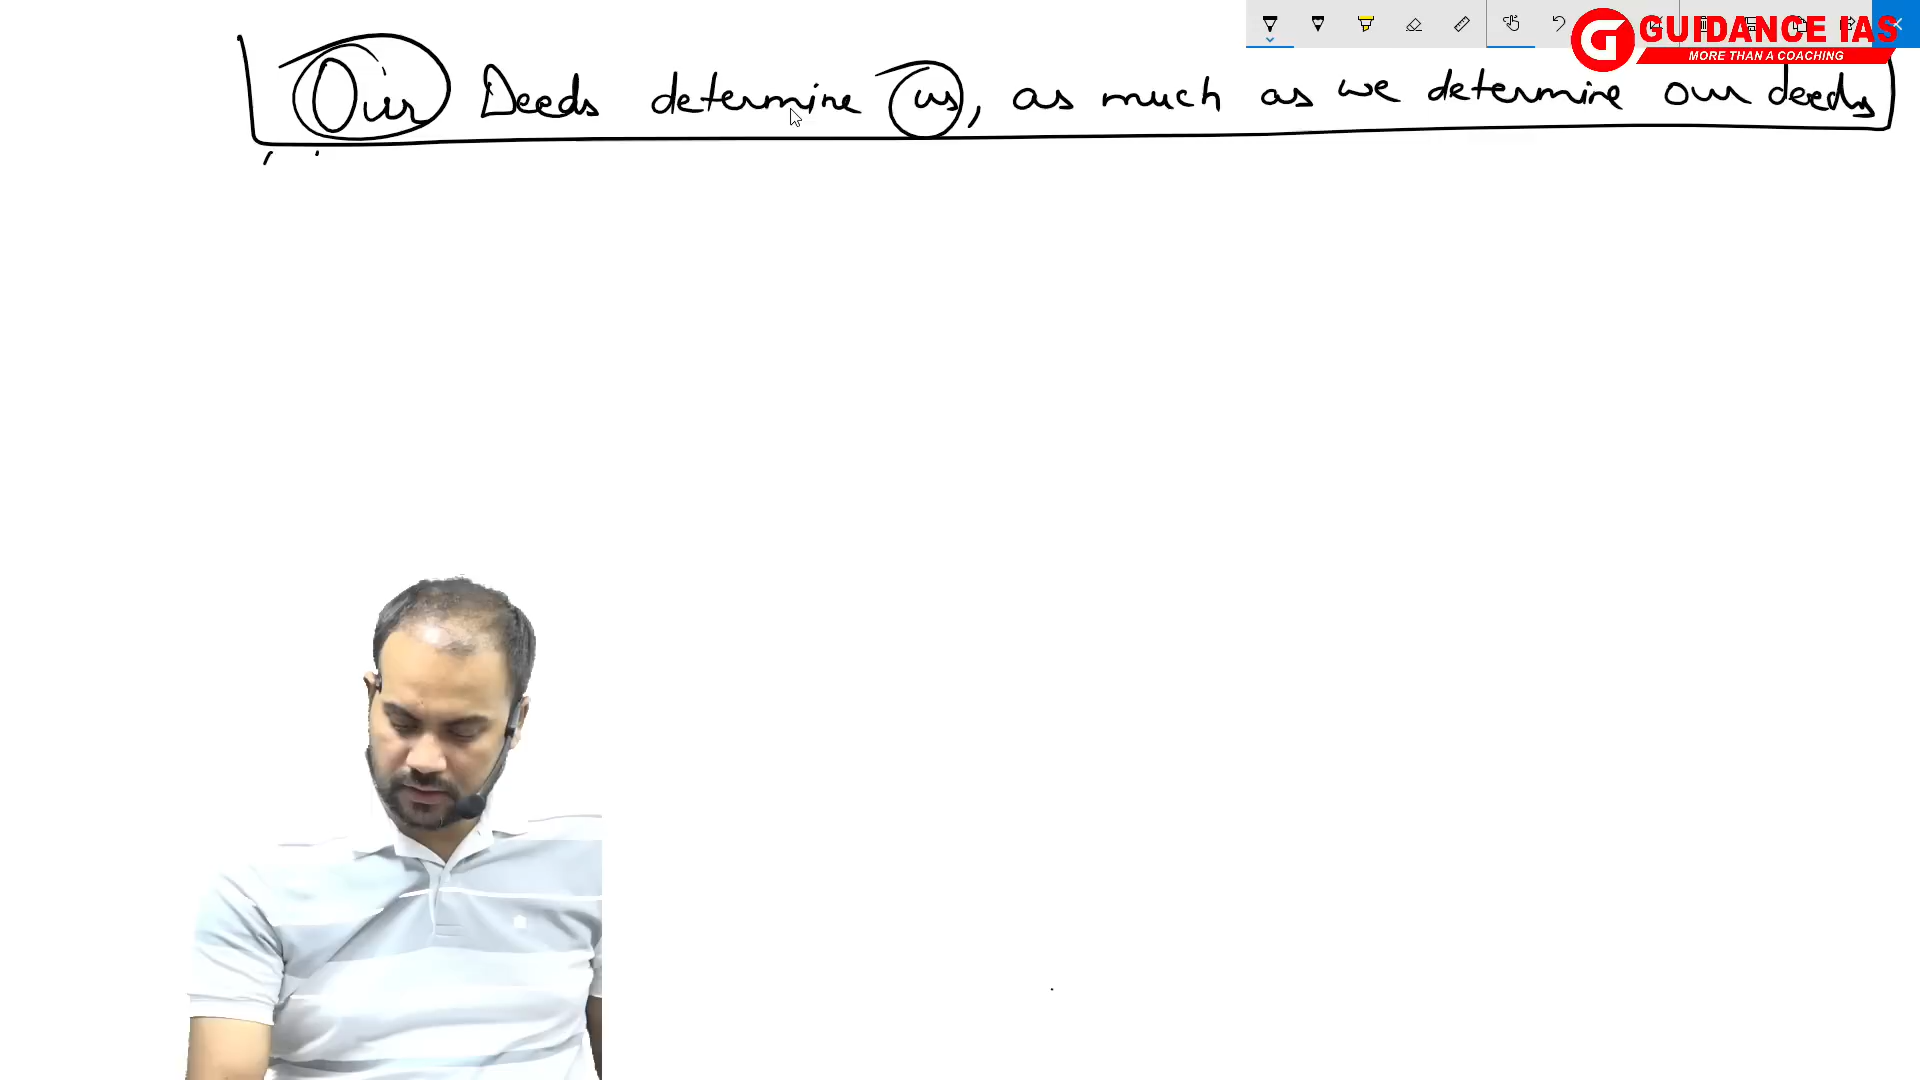 GUIDANCE IAS
MORE THAN A COACHING
Our Deeds determine us, as much as we determine our deeds